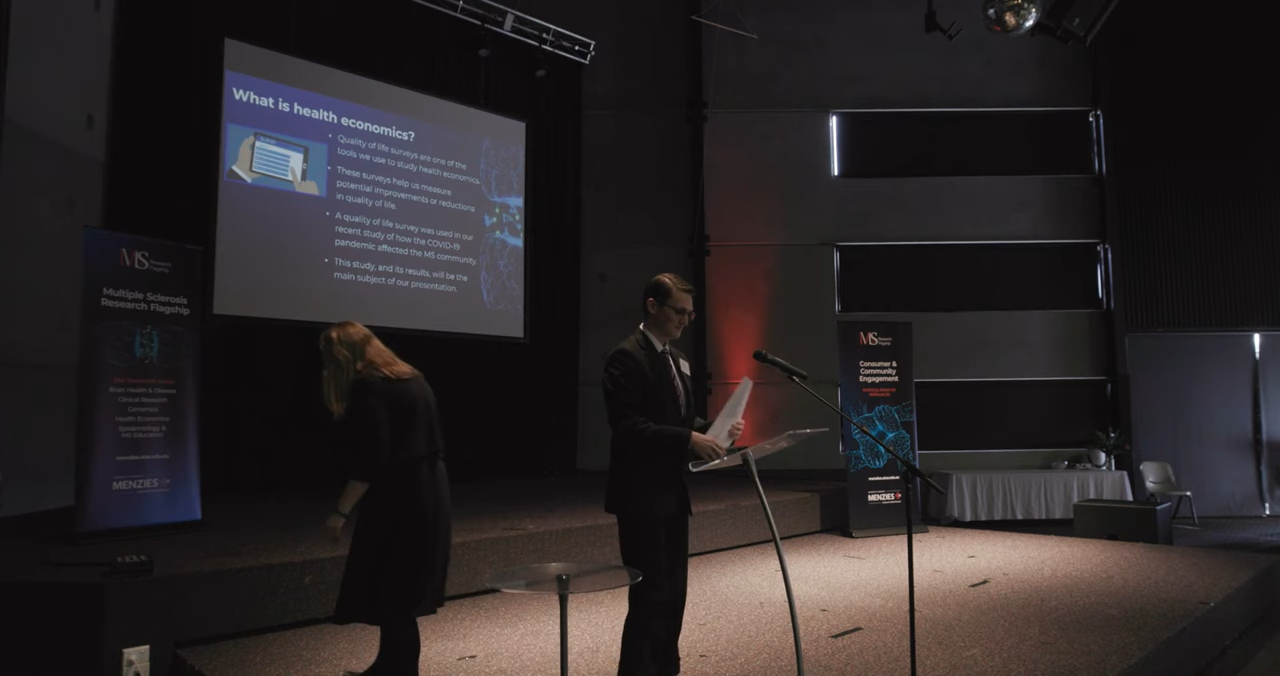 What is health economics?
• Quality of life surveys are one of the
tools we use to study health economics.
• These surveys help us measure
potential improvements or reductions
in quality of life.
• A quality of life survey was used in our
recent study of how the COVID-19
pandemic affected the MS community.
• This study, and its results, will be the
main subject of our presentation.
MS Research
Flagship
Multiple Sclerosis
Research Flagship
Brain Health & Disease
Clinical Research
Genomics
Health Economics
Epidemiology &
MS Education
MENZIES
MS Research
Flagship
Consumer &
Community
Engagement
MENZIES